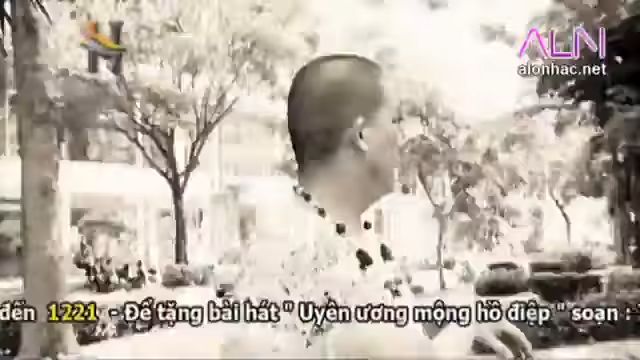 ALN
alonhac.net
đến 1221 - Để tặng bài hát " Uyên ương mộng hồ điệp " soạn :